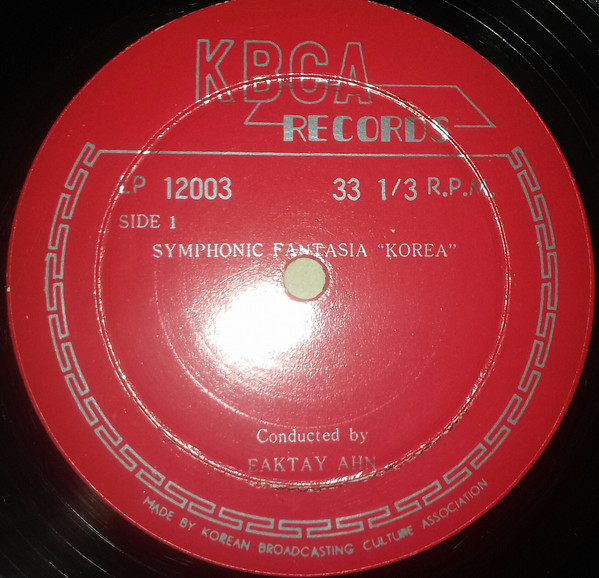 KBCA
RECORDS
LP 12003 33 1/3 R.P.M.
SIDE 1
SYMPHONIC FANTASIA "KOREA"
Conducted by
EAKTAY AHN
MADE BY KOREAN BROADCASTING CULTURE ASSOCIATION